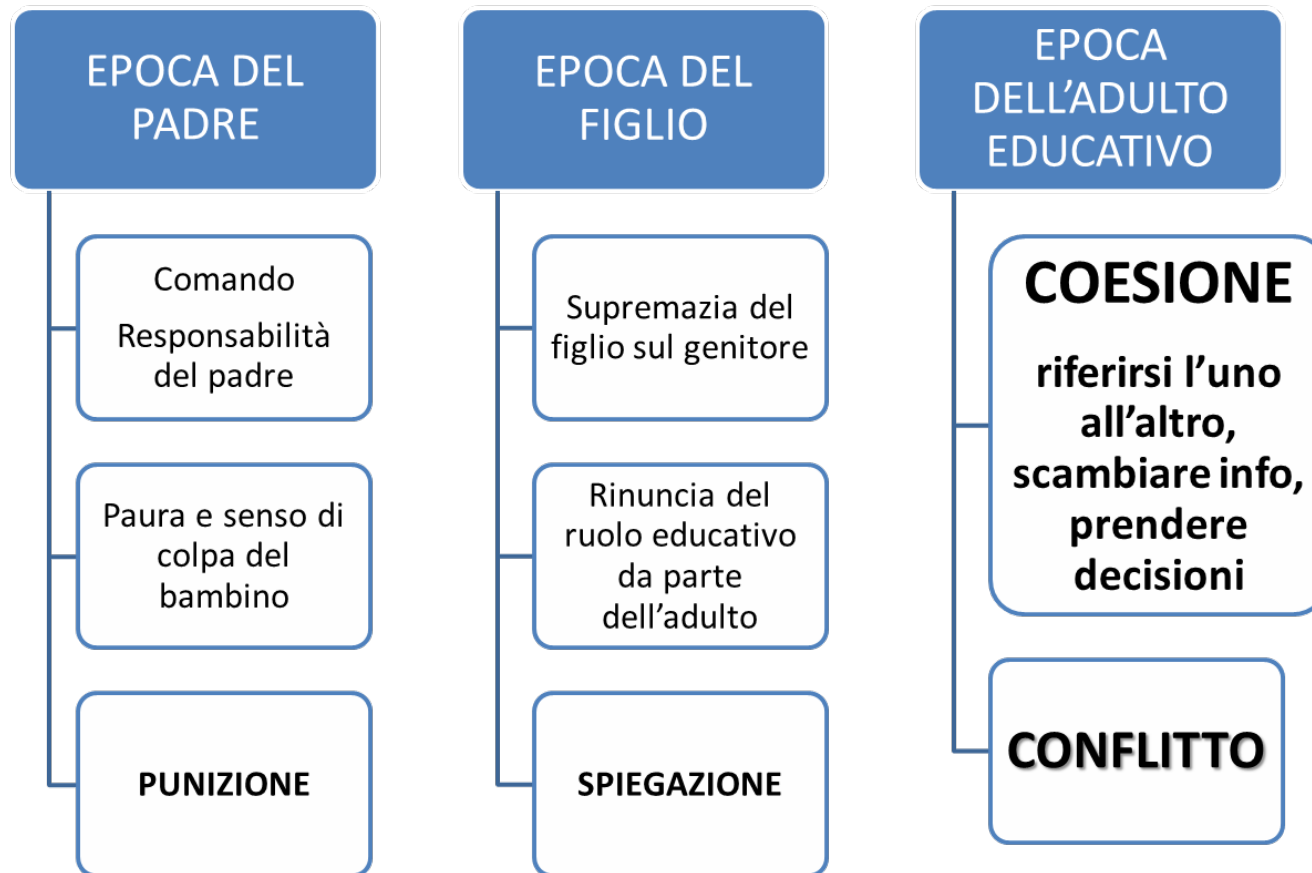 EPOCA DEL
PADRE
Comando
Responsabilità
del padre
Paura e senso di
colpa del
bambino
PUNIZIONE
EPOCA DEL
FIGLIO
Supremazia del
figlio sul genitore
Rinuncia del
ruolo educativo
da parte
dell’adulto
SPIEGAZIONE
EPOCA
DELL’ADULTO
EDUCATIVO
COESIONE
riferirsi l’uno
all’altro,
scambiare info,
prendere
decisioni
CONFLITTO